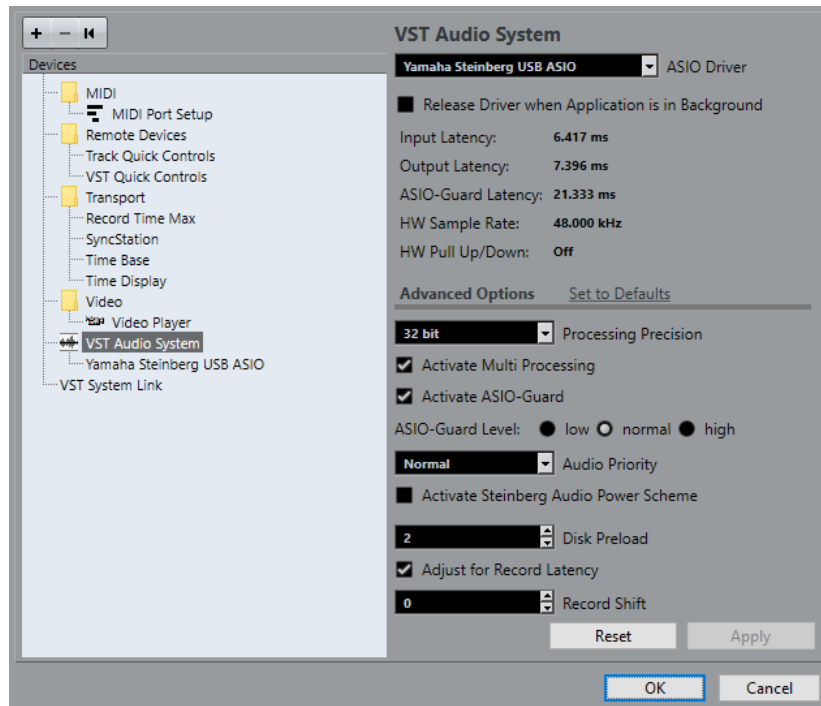 Devices
MIDI
MIDI Port Setup
Remote Devices
Track Quick Controls
VST Quick Controls
Transport
Record Time Max
SyncStation
Time Base
Time Display
Video
Video Player
VST Audio System
Yamaha Steinberg USB ASIO
VST System Link
VST Audio System
Yamaha Steinberg USB ASIO ASIO Driver
Release Driver when Application is in Background
Input Latency: 6.417 ms
Output Latency: 7.396 ms
ASIO-Guard Latency: 21.333 ms
HW Sample Rate: 48.000 kHz
HW Pull Up/Down: Off
Advanced Options Set to Defaults
32 bit Processing Precision
Activate Multi Processing
Activate ASIO-Guard
ASIO-Guard Level: low normal high
Normal Audio Priority
Activate Steinberg Audio Power Scheme
2 Disk Preload
Adjust for Record Latency
0 Record Shift
Reset Apply
OK Cancel